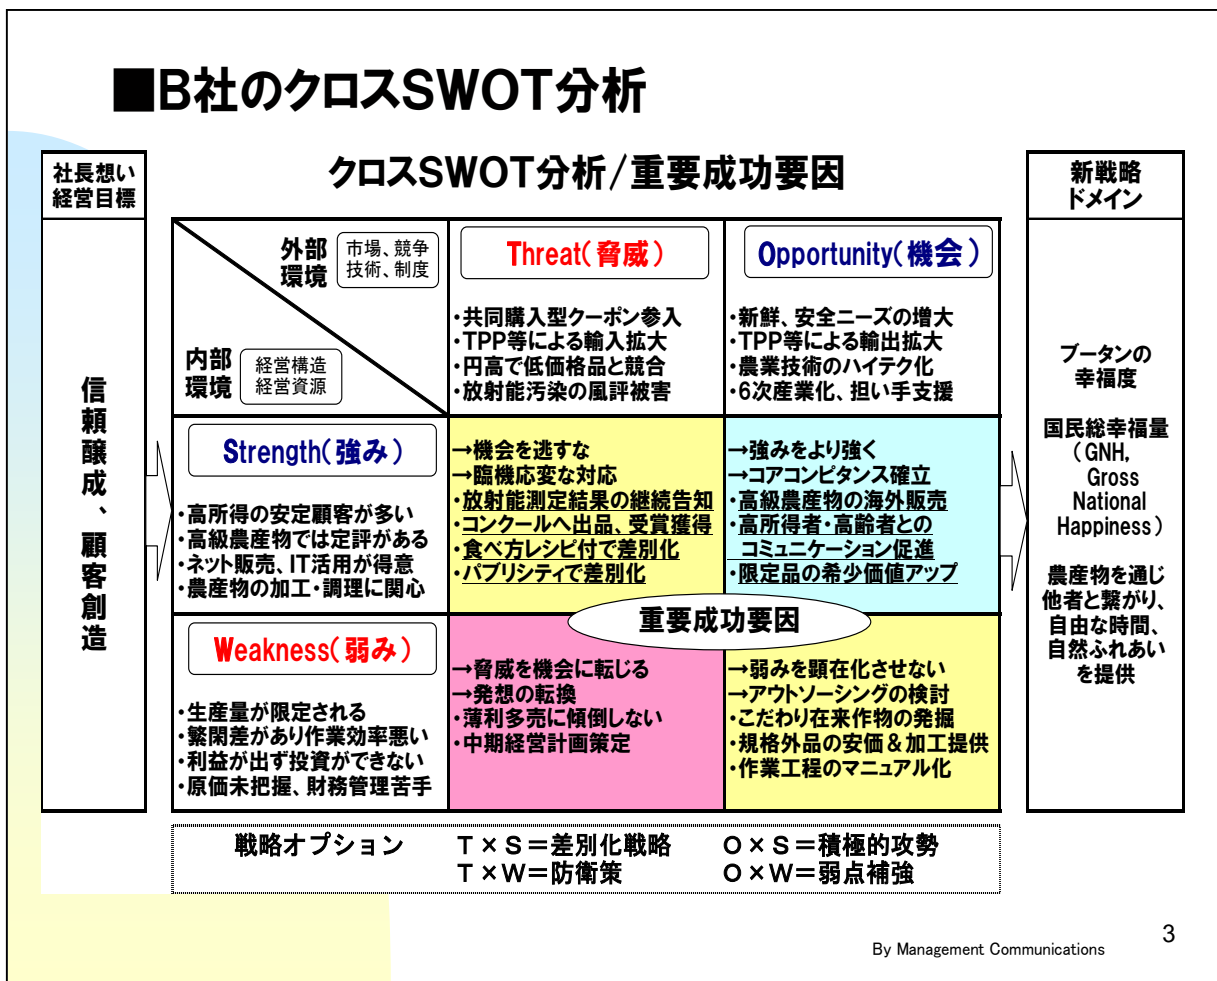 ■B社のクロスSWOT分析
社長想い
経営目標
信頼醸成、顧客創造
クロスSWOT分析/重要成功要因
外部
環境
市場、競争
技術、制度
内部
環境
経営構造
経営資源
Threat(脅威)
・共同購入型クーポン参入
・TPP等による輸入拡大
・円高で低価格品と競合
・放射能汚染の風評被害
Opportunity(機会)
・新鮮、安全ニーズの増大
・TPP等による輸出拡大
・農業技術のハイテク化
・6次産業化、担い手支援
Strength(強み)
・高所得の安定顧客が多い
・高級農産物では定評がある
・ネット販売、IT活用が得意
・農産物の加工・調理に関心
→機会を逃すな
→臨機応変な対応
・放射能測定結果の継続告知
・コンクールへ出品、受賞獲得
・食べ方レシピ付で差別化
・パブリシティで差別化
→強みをより強く
→コアコンピタンス確立
・高級農産物の海外販売
・高所得者・高齢者との
コミュニケーション促進
・限定品の希少価値アップ
重要成功要因
Weakness(弱み)
・生産量が限定される
・繁閑差があり作業効率悪い
・利益が出ず投資ができない
・原価未把握、財務管理苦手
→脅威を機会に転じる
→発想の転換
・薄利多売に傾倒しない
・中期経営計画策定
→弱みを顕在化させない
→アウトソーシングの検討
・こだわり在来作物の発掘
・規格外品の安価&加工提供
・作業工程のマニュアル化
新戦略
ドメイン
ブータンの
幸福度
国民総幸福量
(GNH,
Gross
National
Happiness)
農産物を通じ
他者と繋がり、
自由な時間、
自然ふれあい
を提供
戦略オプション
T×S=差別化戦略
O×S=積極的攻勢
T×W=防衛策
O×W=弱点補強
By Management Communications
3